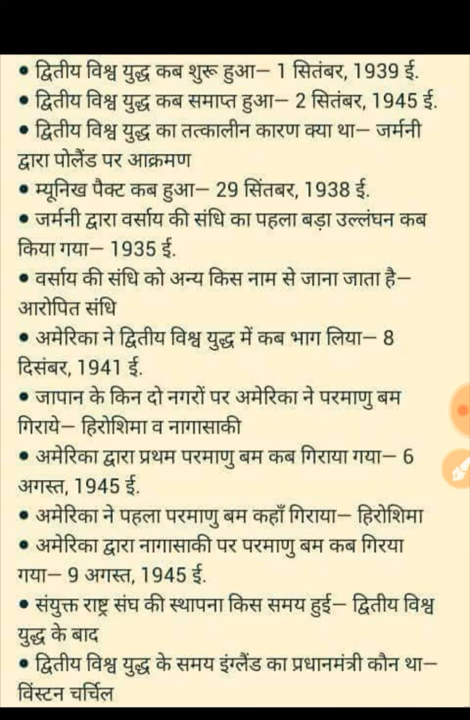 • द्वितीय विश्व युद्ध कब शुरू हुआ— 1 सितंबर, 1939 ई.
• द्वितीय विश्व युद्ध कब समाप्त हुआ— 2 सितंबर, 1945 ई.
• द्वितीय विश्व युद्ध का तत्कालीन कारण क्या था— जर्मनी
द्वारा पोलैंड पर आक्रमण
• म्यूनिख पैक्ट कब हुआ— 29 सिंतबर, 1938 ई.
• जर्मनी द्वारा वर्साय की संधि का पहला बड़ा उल्लंघन कब
किया गया— 1935 ई.
• वर्साय की संधि को अन्य किस नाम से जाना जाता है—
आरोपित संधि
• अमेरिका ने द्वितीय विश्व युद्ध में कब भाग लिया— 8
दिसंबर, 1941 ई.
• जापान के किन दो नगरों पर अमेरिका ने परमाणु बम
गिराये— हिरोशिमा व नागासाकी
• अमेरिका द्वारा प्रथम परमाणु बम कब गिराया गया— 6
अगस्त, 1945 ई.
• अमेरिका ने पहला परमाणु बम कहाँ गिराया— हिरोशिमा
• अमेरिका द्वारा नागासाकी पर परमाणु बम कब गिरया
गया— 9 अगस्त, 1945 ई.
• संयुक्त राष्ट्र संघ की स्थापना किस समय हुई— द्वितीय विश्व
युद्ध के बाद
• द्वितीय विश्व युद्ध के समय इंग्लैंड का प्रधानमंत्री कौन था—
विंस्टन चर्चिल